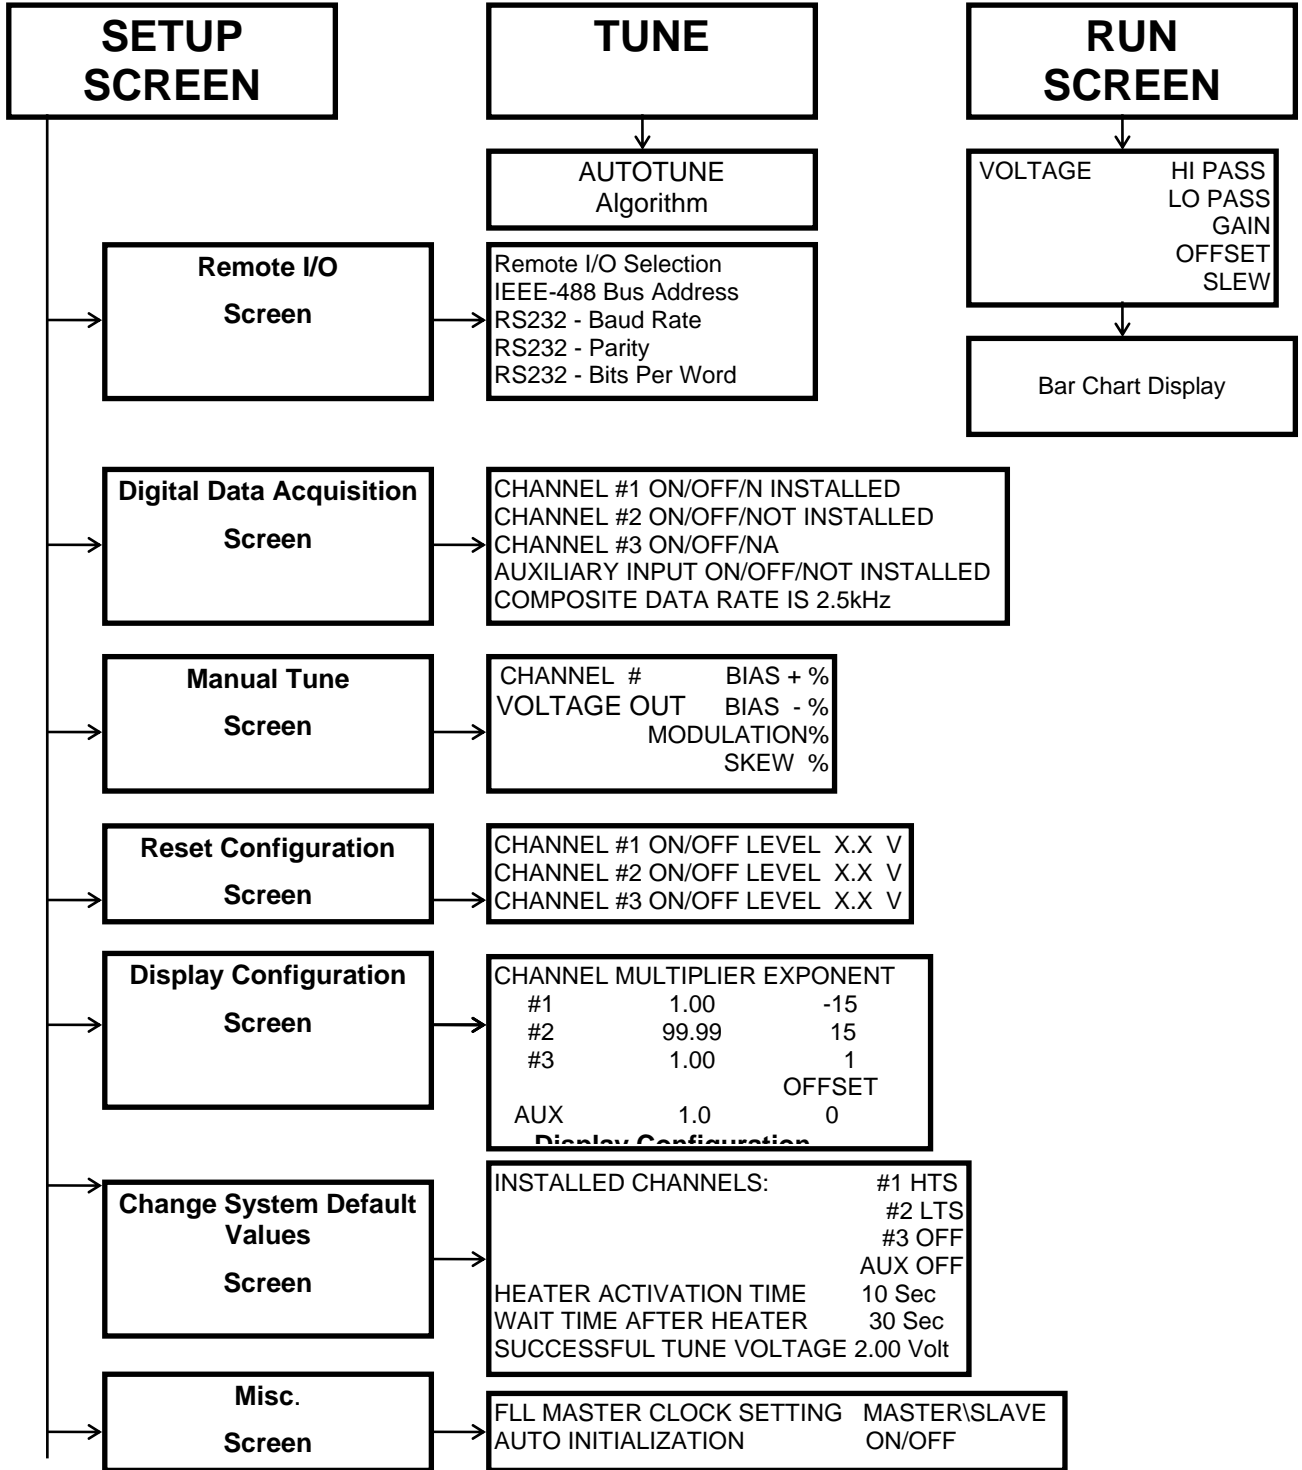 SETUP
SCREEN
TUNE
RUN
SCREEN
AUTOTUNE
Algorithm
VOLTAGE HI PASS
LO PASS
GAIN
OFFSET
SLEW
Bar Chart Display
Remote I/O
Screen
Remote I/O Selection
IEEE-488 Bus Address
RS232 - Baud Rate
RS232 - Parity
RS232 - Bits Per Word
Digital Data Acquisition
Screen
CHANNEL #1 ON/OFF/N INSTALLED
CHANNEL #2 ON/OFF/NOT INSTALLED
CHANNEL #3 ON/OFF/NA
AUXILIARY INPUT ON/OFF/NOT INSTALLED
COMPOSITE DATA RATE IS 2.5kHz
Manual Tune
Screen
CHANNEL # BIAS + %
VOLTAGE OUT BIAS - %
MODULATION%
SKEW %
Reset Configuration
Screen
CHANNEL #1 ON/OFF LEVEL X.X V
CHANNEL #2 ON/OFF LEVEL X.X V
CHANNEL #3 ON/OFF LEVEL X.X V
Display Configuration
Screen
CHANNEL MULTIPLIER EXPONENT
#1 1.00 -15
#2 99.99 15
#3 1.00 1
OFFSET
AUX 1.0 0
Display Configuration
Change System Default
Values
Screen
INSTALLED CHANNELS: #1 HTS
#2 LTS
#3 OFF
AUX OFF
HEATER ACTIVATION TIME 10 Sec
WAIT TIME AFTER HEATER 30 Sec
SUCCESSFUL TUNE VOLTAGE 2.00 Volt
Misc.
Screen
FLL MASTER CLOCK SETTING MASTER\SLAVE
AUTO INITIALIZATION ON/OFF